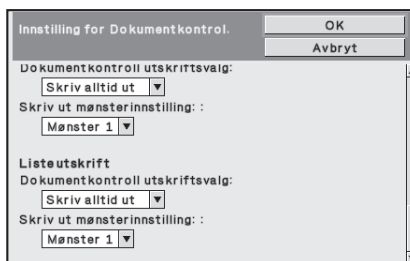 Innstilling for Dokumentkontrol.
OK
Avbryt
Dokumentkontroll utskriftsvalg:
Skriv alltid ut
Skriv ut mønsterinnstilling: :
Mønster 1
Listeutskrift
Dokumentkontroll utskriftsvalg:
Skriv alltid ut
Skriv ut mønsterinnstilling: :
Mønster 1